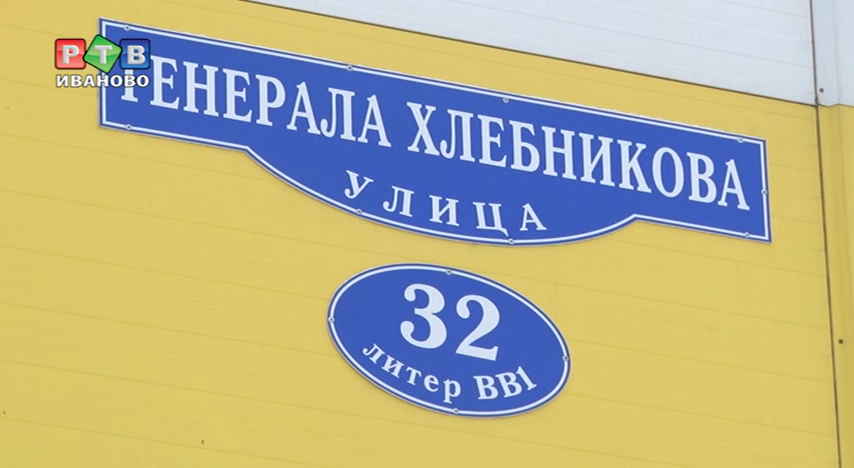 РТВ
ИВАНОВО
ГЕНЕРАЛА ХЛЕБНИКОВА
УЛИЦА
32
литер ВВ1